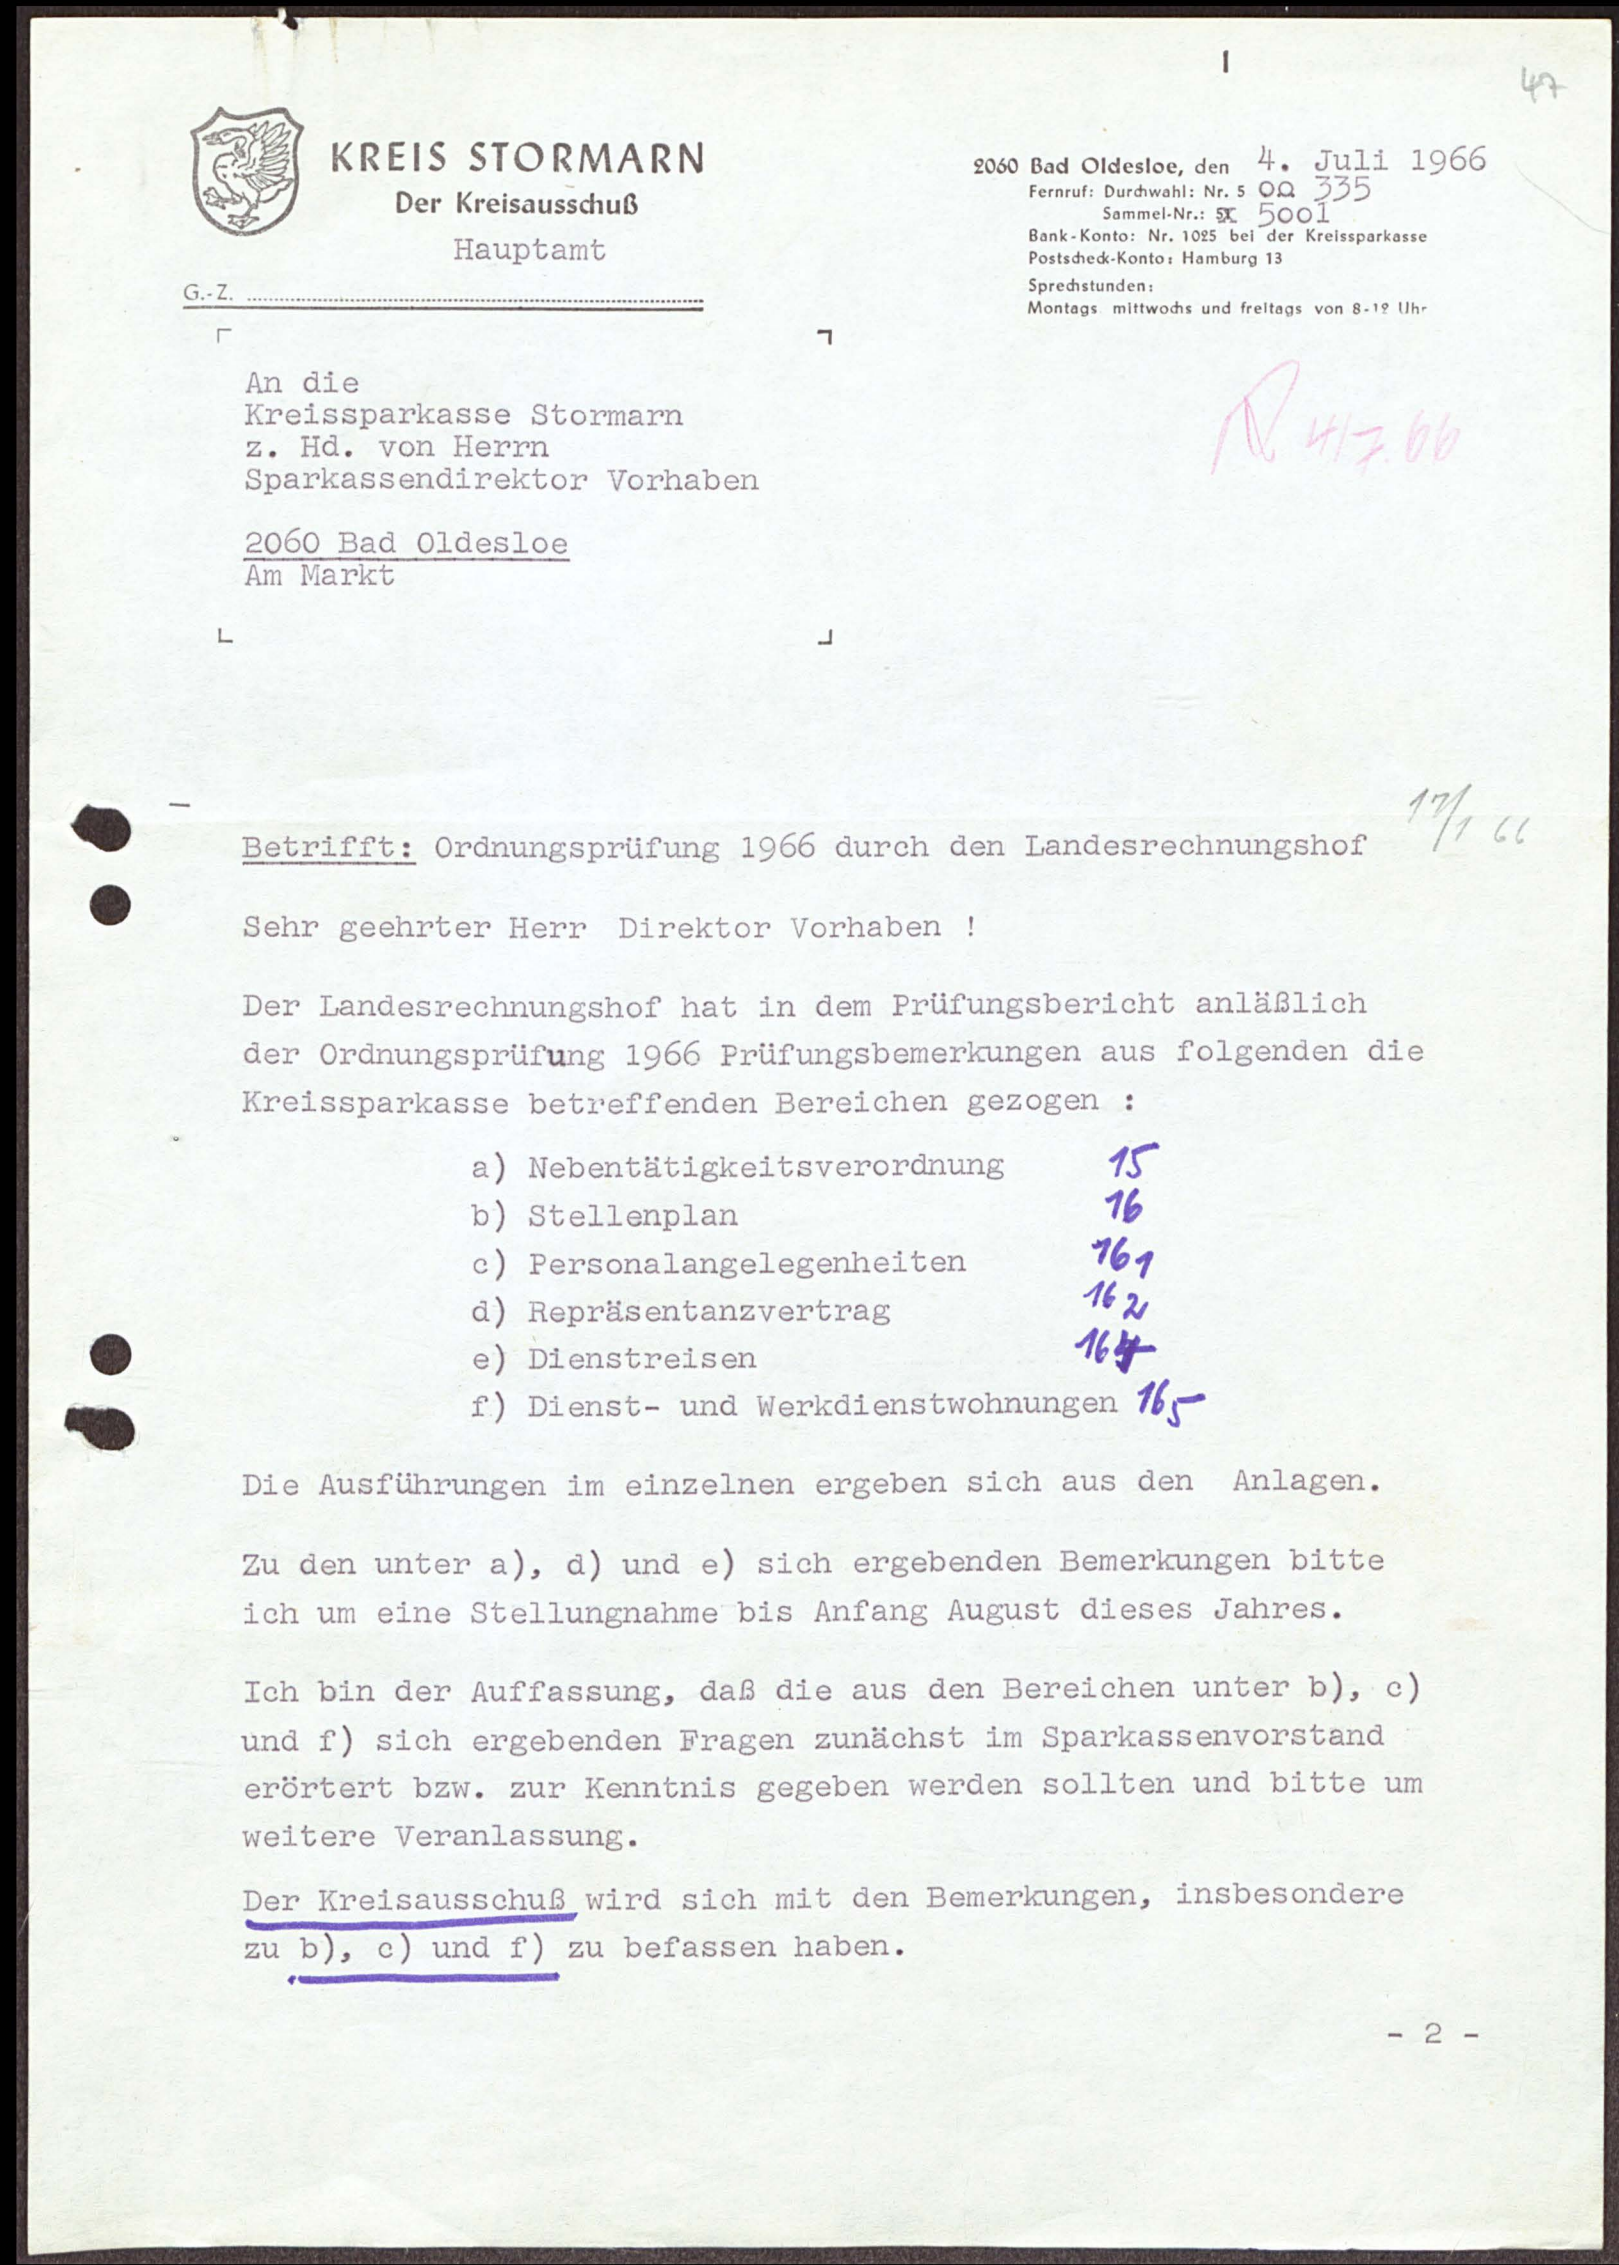 47
KREIS STORMARN
Der Kreisausschuß
Hauptamt
G.-Z.
2060 Bad Oldesloe, den 4. Juli 1966
Fernruf: Durchwahl: Nr. 5 00 335
Sammel-Nr.: 5001
Bank-Konto: Nr. 1025 bei der Kreissparkasse
Postscheck-Konto: Hamburg 13
Sprechstunden:
Montags mittwochs und freitags von 8-12 Uhr
An die
Kreissparkasse Stormarn
z. Hd. von Herrn
Sparkassendirektor Vorhaben
2060 Bad Oldesloe
Am Markt
4/7.66
17/1 66
Betrifft: Ordnungsprüfung 1966 durch den Landesrechnungshof
Sehr geehrter Herr Direktor Vorhaben !
Der Landesrechnungshof hat in dem Prüfungsbericht anläßlich
der Ordnungsprüfung 1966 Prüfungsbemerkungen aus folgenden die
Kreissparkasse betreffenden Bereichen gezogen :
a) Nebentätigkeitsverordnung 15
b) Stellenplan 16
c) Personalangelegenheiten 161
d) Repräsentanzvertrag 162
e) Dienstreisen 164
f) Dienst- und Werkdienstwohnungen 165
Die Ausführungen im einzelnen ergeben sich aus den Anlagen.
Zu den unter a), d) und e) sich ergebenden Bemerkungen bitte
ich um eine Stellungnahme bis Anfang August dieses Jahres.
Ich bin der Auffassung, daß die aus den Bereichen unter b), c)
und f) sich ergebenden Fragen zunächst im Sparkassenvorstand
erörtert bzw. zur Kenntnis gegeben werden sollten und bitte um
weitere Veranlassung.
Der Kreisausschuß wird sich mit den Bemerkungen, insbesondere
zu b), c) und f) zu befassen haben.
- 2 -